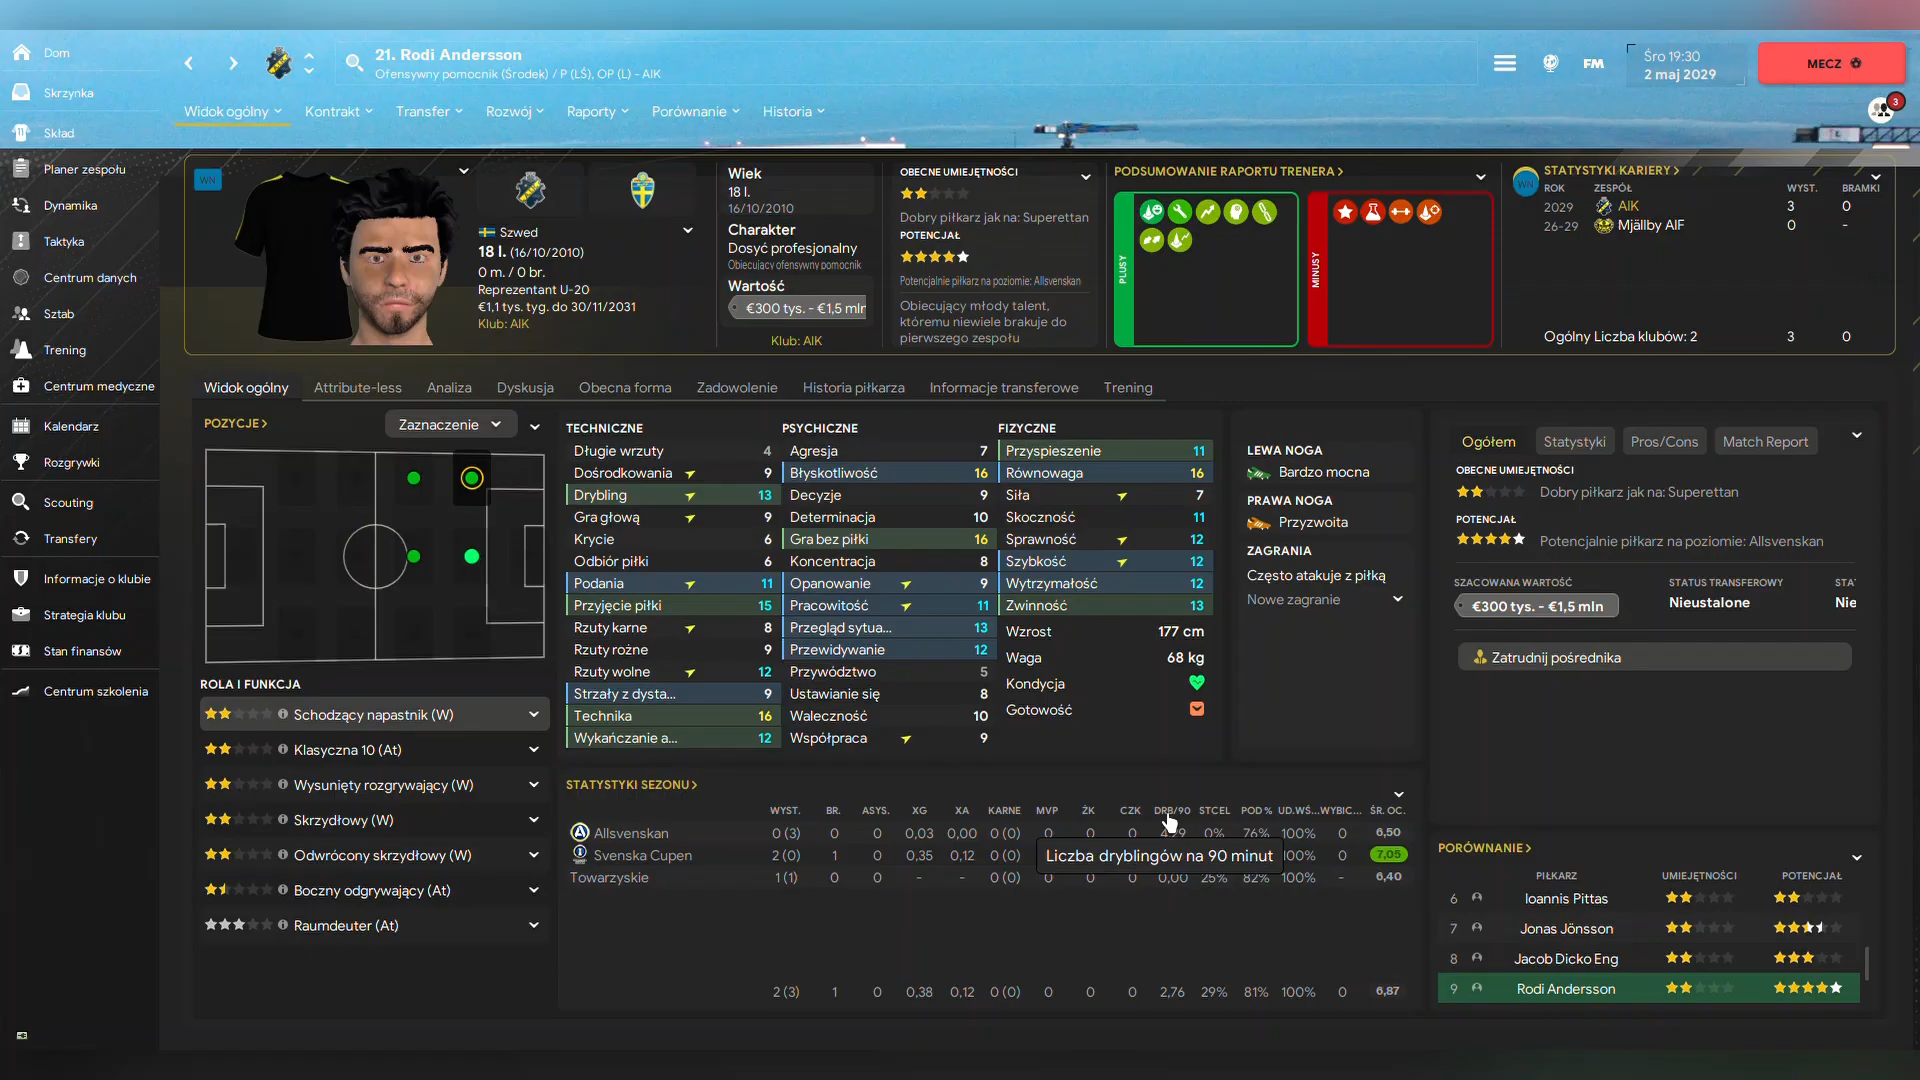 Dom
Skrzynka
Skład
Planer zespołu
Dynamika
Taktyka
Centrum danych
Sztab
Trening
Centrum medyczne
Kalendarz
Rozgrywki
Scouting
Transfery
Informacje o klubie
Strategia klubu
Stan finansów
Centrum szkolenia
21. Rodi Andersson
Ofensywny pomocnik (Środek) / P (LŚ), OP (L) - AIK
FM
Śro 19:30
2 maj 2029
MECZ
3
Widok ogólny
Kontrakt
Transfer
Rozwój
Raporty
Porównanie
Historia
WN
Szwed
18 l. (16/10/2010)
0 m. / 0 br.
Reprezentant U-20
€1,1 tys. tyg. do 30/11/2031
Klub: AIK
Wiek
18 l.
16/10/2010
Charakter
Dosyć profesjonalny
Obiecujący ofensywny pomocnik
Wartość
€300 tys. - €1,5 mln
Klub: AIK
OBECNE UMIEJĘTNOŚCI
Dobry piłkarz jak na: Superettan
POTENCJAŁ
Potencjalnie piłkarz na poziomie: Allsvenskan
Obiecujący młody talent,
któremu niewiele brakuje do
pierwszego zespołu
PODSUMOWANIE RAPORTU TRENERA
PLUSY
MINUSY
WN
STATYSTYKI KARIERY
ROK ZESPÓŁ WYST. BRAMKI
2029 AIK 3 0
26-29 Mjällby AIF 0 -
Ogólny Liczba klubów: 2 3 0
Widok ogólny
Attribute-less
Analiza
Dyskusja
Obecna forma
Zadowolenie
Historia piłkarza
Informacje transferowe
Trening
POZYCJE
Zaznaczenie
ROLA I FUNKCJA
Schodzący napastnik (W)
Klasyczna 10 (At)
Wysunięty rozgrywający (W)
Skrzydłowy (W)
Odwrócony skrzydłowy (W)
Boczny odgrywający (At)
Raumdeuter (At)
TECHNICZNE
Długie wrzuty 4
Dośrodkowania 9
Drybling 13
Gra głową 9
Krycie 6
Odbiór piłki 6
Podania 11
Przyjęcie piłki 15
Rzuty karne 8
Rzuty rożne 9
Rzuty wolne 12
Strzały z dysta... 9
Technika 16
Wykańczanie a... 12
PSYCHICZNE
Agresja 7
Błyskotliwość 16
Decyzje 9
Determinacja 10
Gra bez piłki 16
Koncentracja 8
Opanowanie 9
Pracowitość 11
Przegląd sytua... 13
Przewidywanie 12
Przywództwo 5
Ustawianie się 8
Waleczność 10
Współpraca 9
FIZYCZNE
Przyspieszenie 11
Równowaga 16
Siła 7
Skoczność 11
Sprawność 12
Szybkość 12
Wytrzymałość 12
Zwinność 13
Wzrost 177 cm
Waga 68 kg
Kondycja
Gotowość
LEWA NOGA
Bardzo mocna
PRAWA NOGA
Przyzwoita
ZAGRANIA
Często atakuje z piłką
Nowe zagranie
STATYSTYKI SEZONU
WYST. BR. ASYS. XG XA KARNE MVP ŻK CZK DRB/90 STCEL POD % UD.WŚ... WYBIC... ŚR. OC.
Allsvenskan 0 (3) 0 0 0,03 0,00 0 (0) 0 0 0 0% 76% 100% 0 6,50
Svenska Cupen 2 (0) 1 0 0,35 0,12 0 (0) 100% 0 7,05
Liczba dryblingów na 90 minut
Towarzyskie 1 (1) 0 0 - - 0 (0) 0 0 0 0,00 25% 82% 100% - 6,40
2 (3) 1 0 0,38 0,12 0 (0) 0 0 0 2,76 29% 81% 100% 0 6,87
Ogółem
Statystyki
Pros/Cons
Match Report
OBECNE UMIEJĘTNOŚCI
Dobry piłkarz jak na: Superettan
POTENCJAŁ
Potencjalnie piłkarz na poziomie: Allsvenskan
SZACOWANA WARTOŚĆ
€300 tys. - €1,5 mln
STATUS TRANSFEROWY
Nieustalone
STA
Nie
Zatrudnij pośrednika
PORÓWNANIE
PIŁKARZ UMIEJĘTNOŚCI POTENCJAŁ
6 Ioannis Pittas
7 Jonas Jönsson
8 Jacob Dicko Eng
9 Rodi Andersson